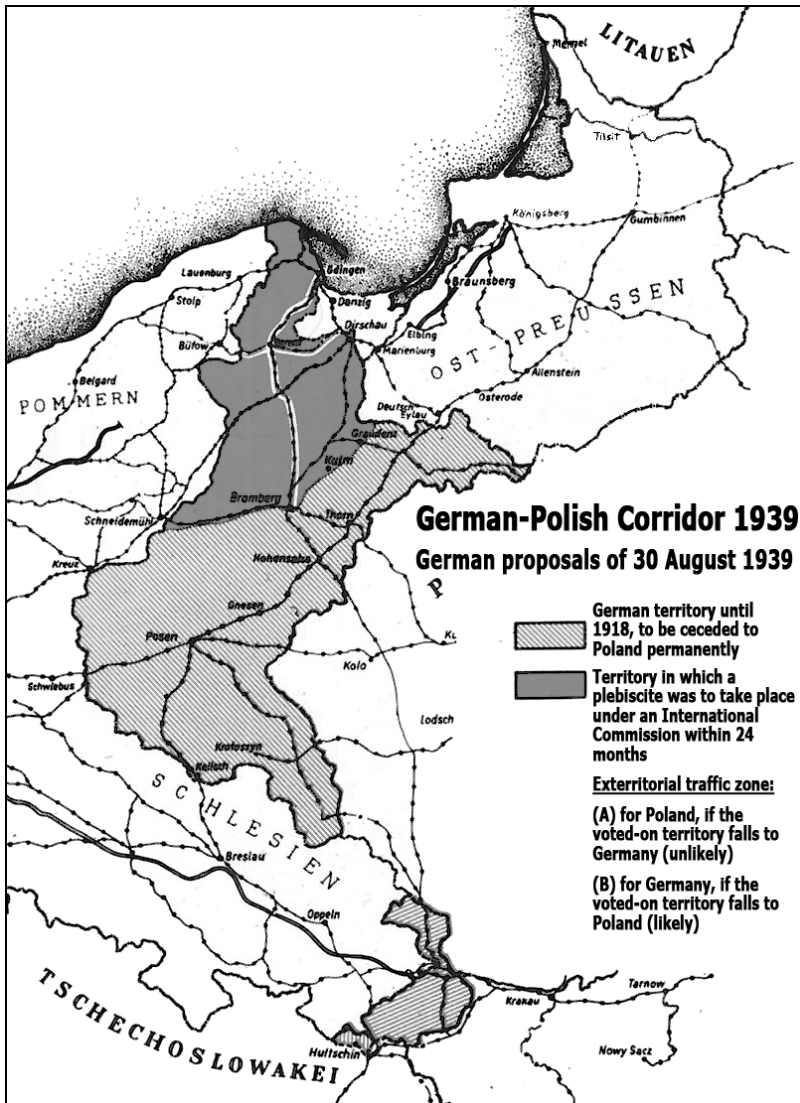 LITAUEN
Memel
Tilsit
Königsberg
Gumbinnen
Lauenburg
Gdingen
Stolp
Danzig
Braunsberg
Bütow
Dirschau
Elbing
Marienburg
OST-PREUSSEN
Belgard
POMMERN
Allenstein
Osterode
Deutsch
Eylau
Graudenz
Kulm
Bromberg
Schneidemühl
Thorn
German-Polish Corridor 1939
German proposals of 30 August 1939
Kreuz
Hohensalza
P
Gnesen
German territory until
1918, to be ceceded to
Poland permanently
Posen
Kolo
Schwiebus
Territory in which a
plebiscite was to take place
under an International
Commission within 24
months
Lodsch
Krotoszyn
SCHLESIEN
Exterritorial traffic zone:
(A) for Poland, if the
voted-on territory falls to
Germany (unlikely)
Breslau
(B) for Germany, if the
voted-on territory falls to
Poland (likely)
Oppeln
TSCHECHOSLOWAKEI
Krakau
Tarnow
Hultschin
Nowy Sacz